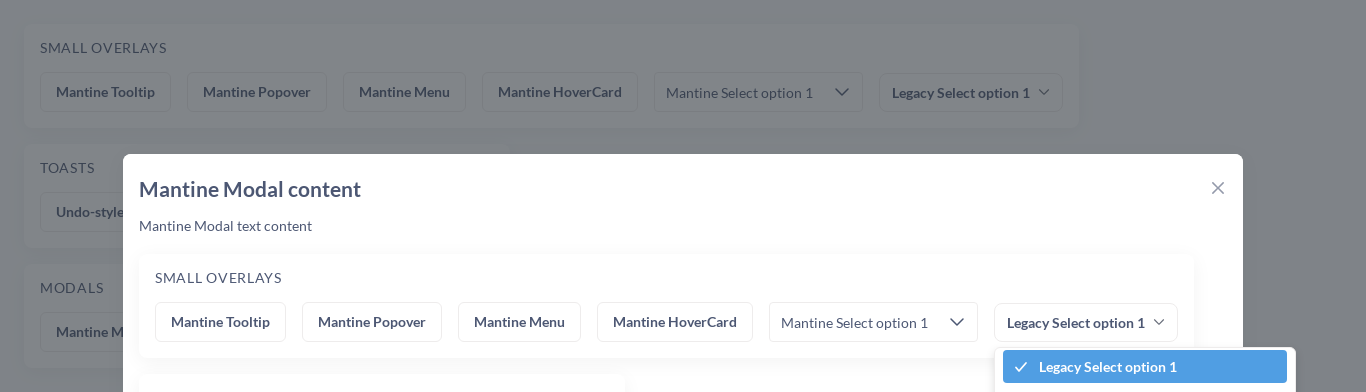 SMALL OVERLAYS
Mantine Tooltip Mantine Popover Mantine Menu Mantine HoverCard Mantine Select option 1 Legacy Select option 1
TOASTS
Undo-style
MODALS
Mantine M
Mantine Modal content
Mantine Modal text content
SMALL OVERLAYS
Mantine Tooltip Mantine Popover Mantine Menu Mantine HoverCard Mantine Select option 1 Legacy Select option 1
Legacy Select option 1